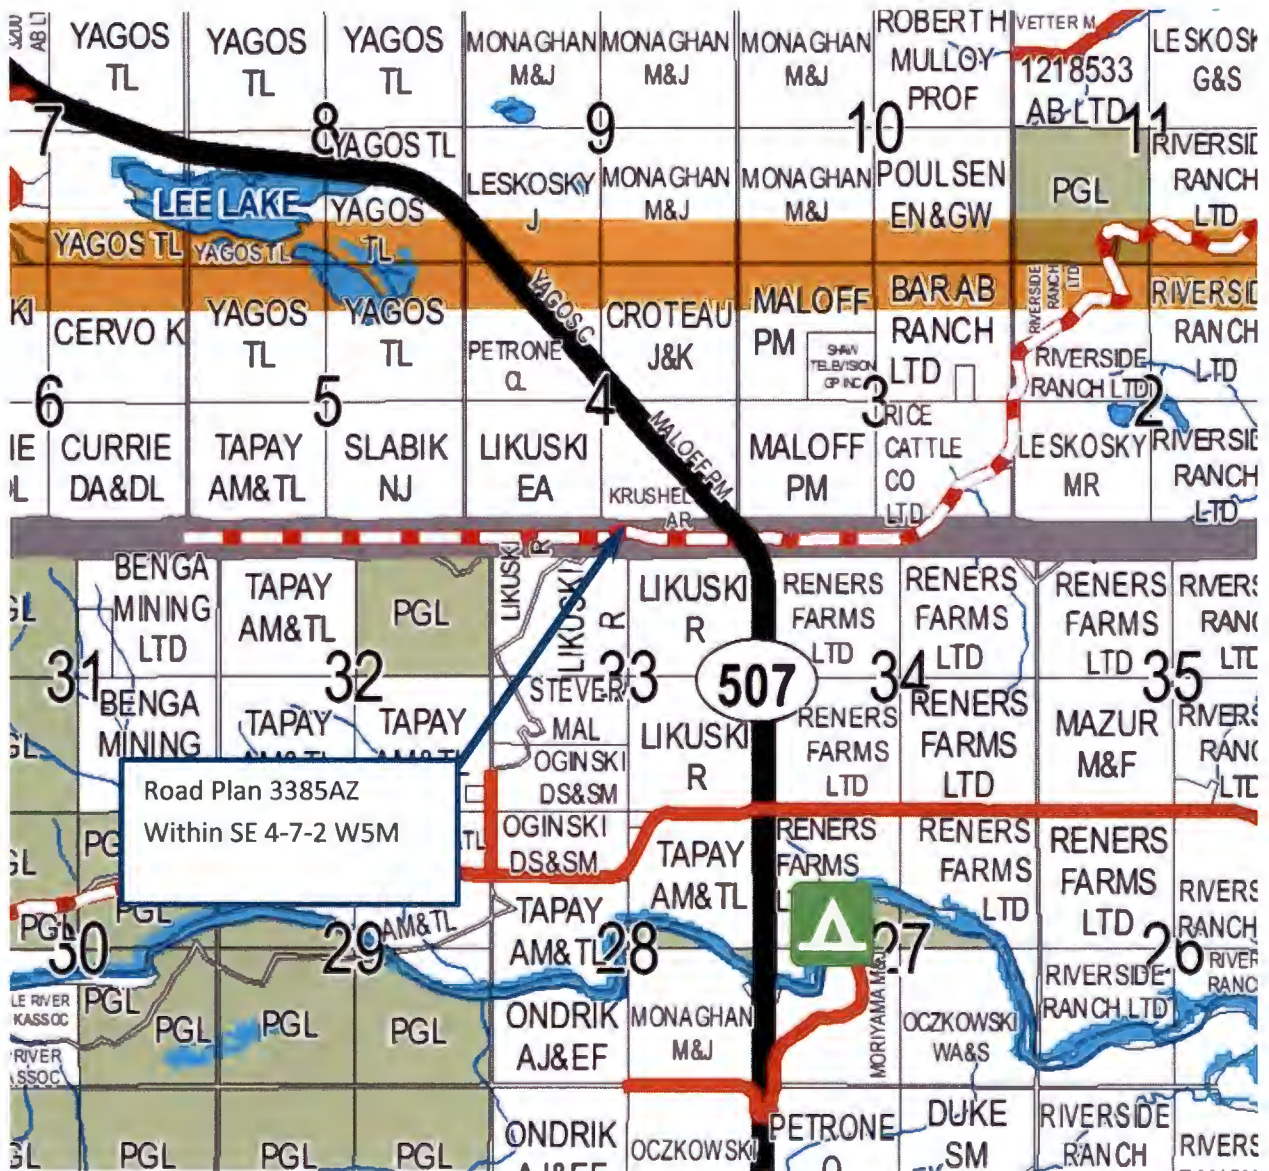 3200
YAGOS
TL
YAGOS
TL
YAGOS
TL
MONAGHAN
M&J
MONAGHAN
M&J
MONAGHAN
M&J
ROBERT H
MULLOY
PROF
VETTER M
1218533
AB LTD
G&S
7
8
9
10
11
YAGOS TL
LEE LAKE
YAGOS
TL
LESKOSKY
J
MONAGHAN
M&J
MONAGHAN
M&J
POULSEN
EN&GW
PGL
RANCH
LTD
YAGOS TL
YAGOS TL
YAGOS C
CERVO K
YAGOS
TL
YAGOS
TL
PETRONE
CL
CROTEAU
J&K
MALOFF
PM
SHAW
TELEVISION
GP INC
BARAB
RANCH
LTD
RIVERSIDE
RANCH
LTD
RIVERSIDE
RANCH LTD
RANCH
LTD
6
5
4
3
2
CURRIE
DA&DL
TAPAY
AM&TL
SLABIK
NJ
LIKUSKI
EA
MALOFF PM
KRUSHEL
AR
MALOFF
PM
RICE
CATTLE
CO
LTD
LESKOSKY
MR
RANCH
LTD
BENGA
MINING
LTD
TAPAY
AM&TL
PGL
LIKUSKI
R
LIKUSKI
R
LIKUSKI
R
RENERS
FARMS
LTD
RENERS
FARMS
LTD
RENERS
FARMS
LTD
31
32
33
34
35
507
BENGA
MINING
TAPAY
TAPAY
STEVER
MAL
OGINSKI
DS&SM
LIKUSKI
R
RENERS
FARMS
LTD
RENERS
FARMS
LTD
MAZUR
M&F
LTD
Road Plan 3385AZ
Within SE 4-7-2 W5M
TL
OGINSKI
DS&SM
TAPAY
AM&TL
RENERS
FARMS
RENERS
FARMS
LTD
RENERS
FARMS
LTD
PGL
PGL
AM&TL
TAPAY
AM&TL
RANCH
30
29
28
27
26
LE RIVER
KASSOC
RIVER
PGL
PGL
PGL
PGL
ONDRIK
AJ&EF
MONAGHAN
M&J
MORIYAMA M&J
OCZKOWSKI
WA&S
RIVERSIDE
RANCH LTD
PGL
PGL
PGL
ONDRIK
OCZKOWSKI
PETRONE
DUKE
SM
RIVERSIDE
RANCH